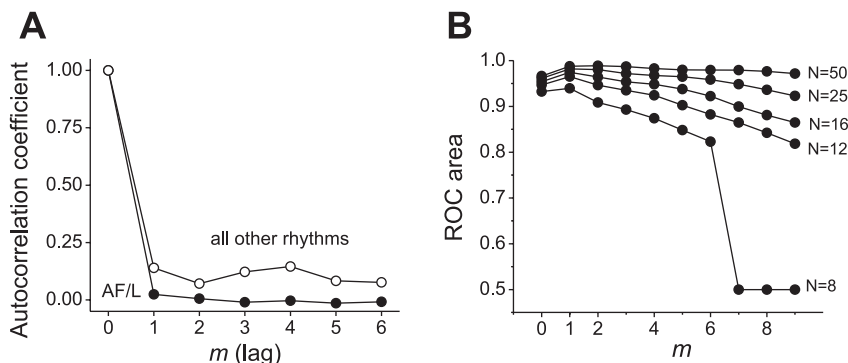 A
Autocorrelation coefficient
1.00
0.75
0.50
0.25
0.00
all other rhythms
AF/L
0 1 2 3 4 5 6
m (lag)
B
ROC area
1.0
0.9
0.8
0.7
0.6
0.5
N=50
N=25
N=16
N=12
N=8
0 1 2 4 6 8
m